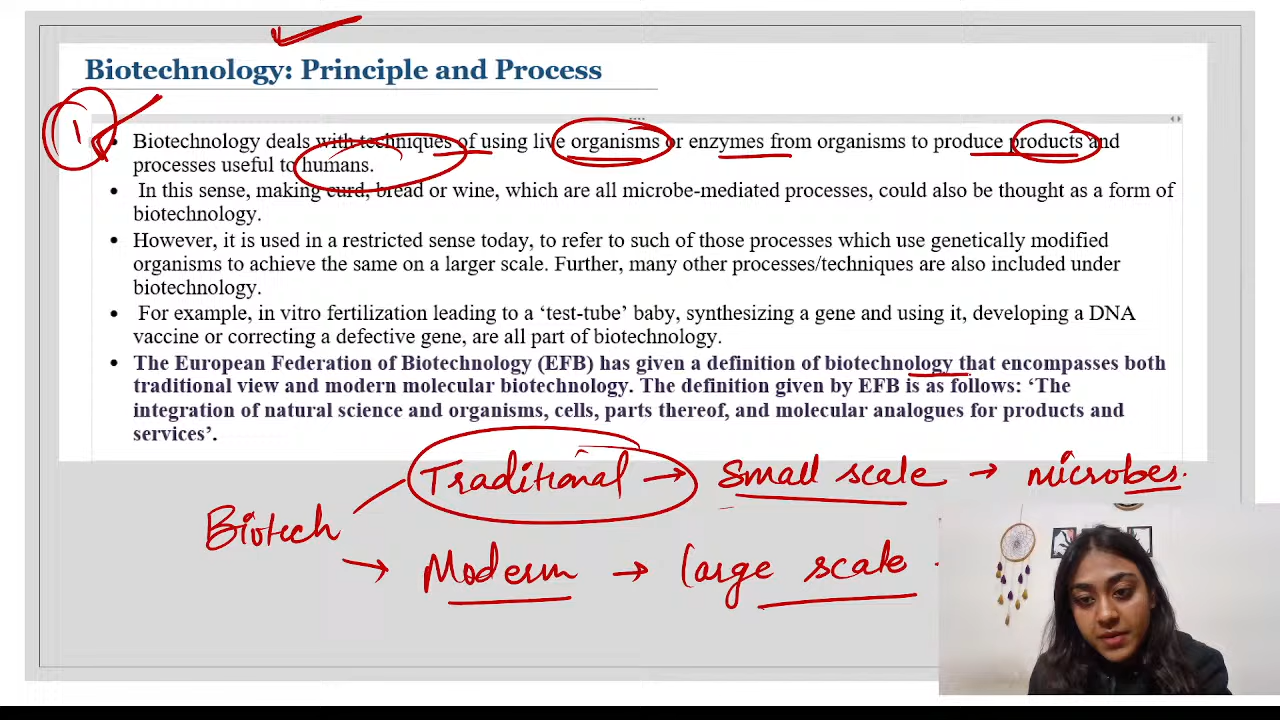 Biotechnology: Principle and Process
1
• Biotechnology deals with techniques of using live organisms or enzymes from organisms to produce products and
processes useful to humans.
• In this sense, making curd, bread or wine, which are all microbe-mediated processes, could also be thought as a form of
biotechnology.
• However, it is used in a restricted sense today, to refer to such of those processes which use genetically modified
organisms to achieve the same on a larger scale. Further, many other processes/techniques are also included under
biotechnology.
• For example, in vitro fertilization leading to a ‘test-tube’ baby, synthesizing a gene and using it, developing a DNA
vaccine or correcting a defective gene, are all part of biotechnology.
• The European Federation of Biotechnology (EFB) has given a definition of biotechnology that encompasses both
traditional view and modern molecular biotechnology. The definition given by EFB is as follows: ‘The
integration of natural science and organisms, cells, parts thereof, and molecular analogues for products and
services’.
Traditional → Small scale → microbes.
Biotech
→ Modern → large scale